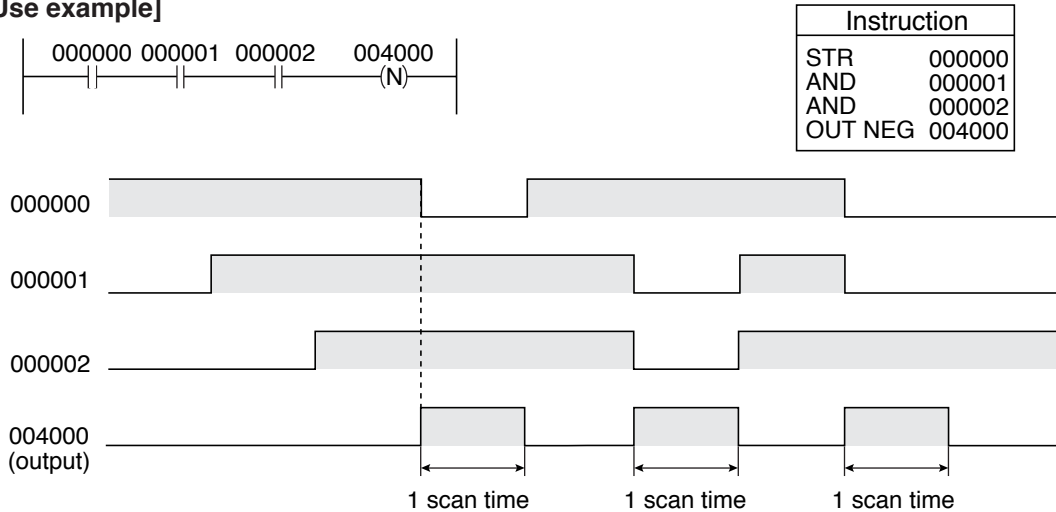 Use example]
000000 000001 000002 004000
(N)
Instruction
STR 000000
AND 000001
AND 000002
OUT NEG 004000
000000
000001
000002
004000
(output)
1 scan time 1 scan time 1 scan time